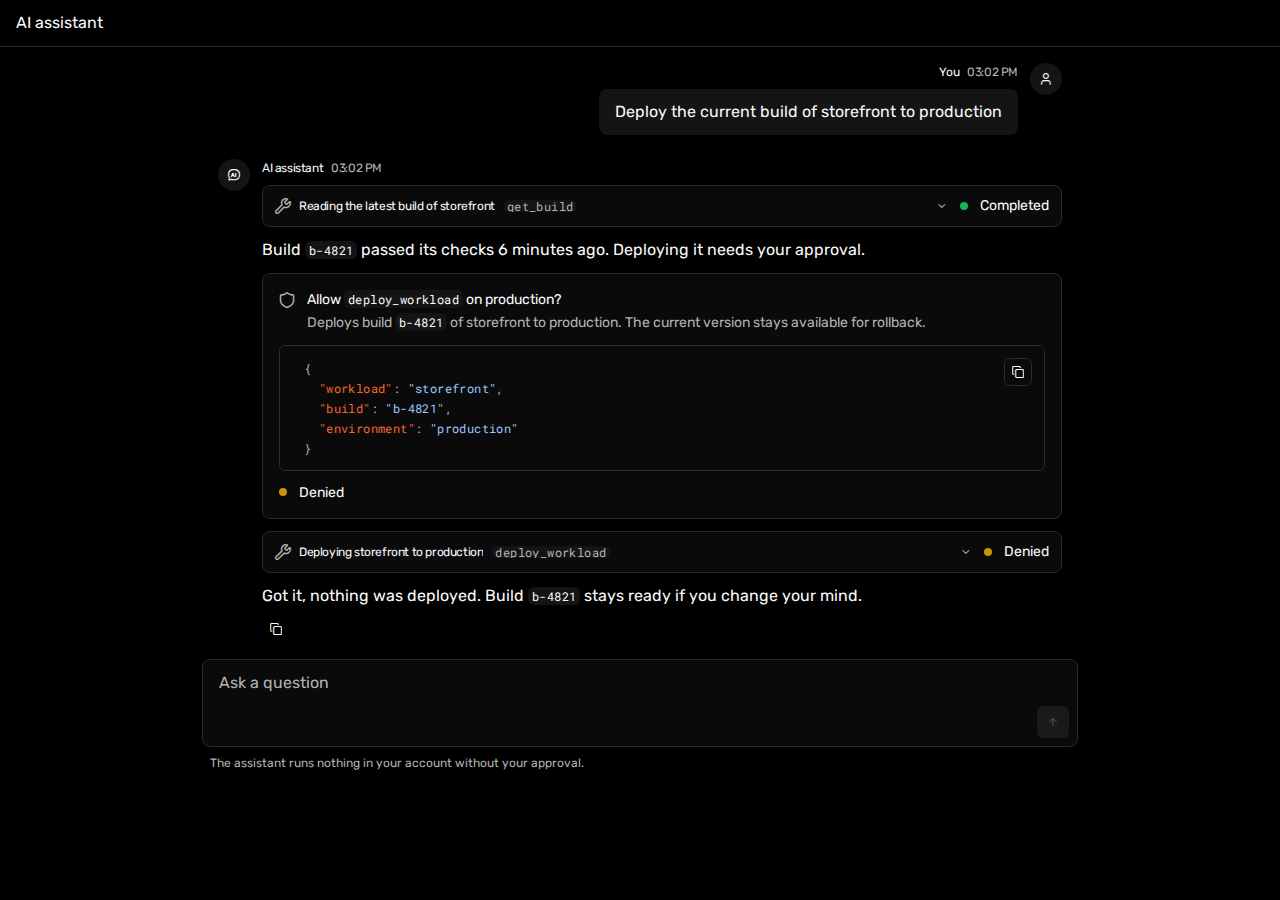 AI assistant
You 03:02 PM
Deploy the current build of storefront to production
AI
AI assistant 03:02 PM
Reading the latest build of storefront get_build Completed
Build b-4821 passed its checks 6 minutes ago. Deploying it needs your approval.
Allow deploy_workload on production?
Deploys build b-4821 of storefront to production. The current version stays available for rollback.
{
"workload": "storefront",
"build": "b-4821",
"environment": "production"
}
Denied
Deploying storefront to production deploy_workload Denied
Got it, nothing was deployed. Build b-4821 stays ready if you change your mind.
Ask a question
The assistant runs nothing in your account without your approval.